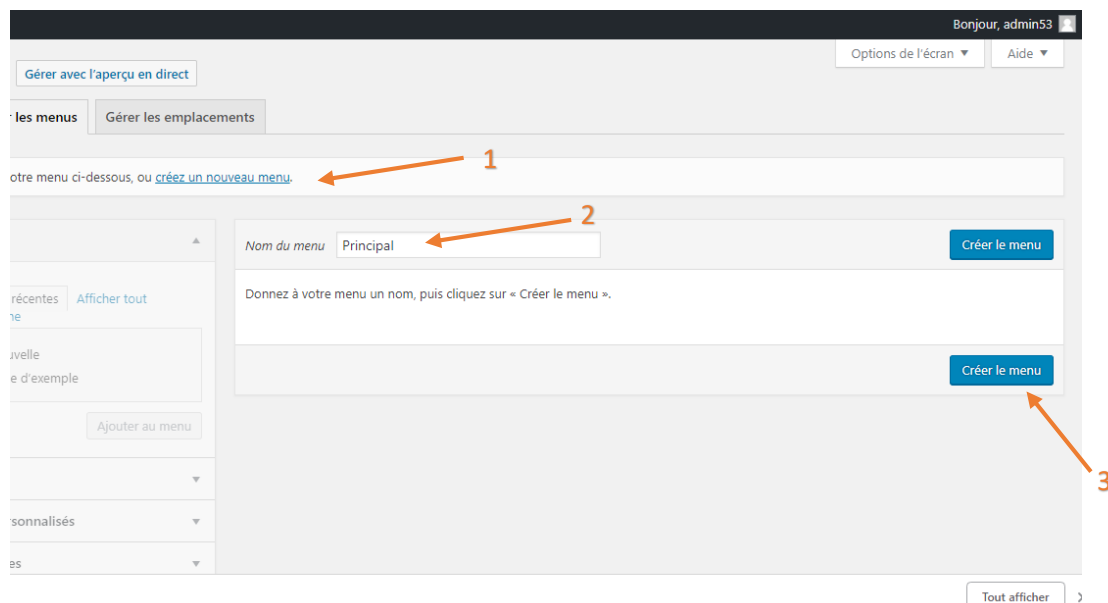 Bonjour, admin53
Options de l'écran ▼
Aide ▼
Gérer avec l'aperçu en direct
les menus
Gérer les emplacements
1
otre menu ci-dessous, ou créez un nouveau menu.
2
Nom du menu Principal
Créer le menu
Donnez à votre menu un nom, puis cliquez sur « Créer le menu ».
récentes Afficher tout
ne
uvelle
e d'exemple
Créer le menu
Ajouter au menu
3
rsonnalisés
es
Tout afficher